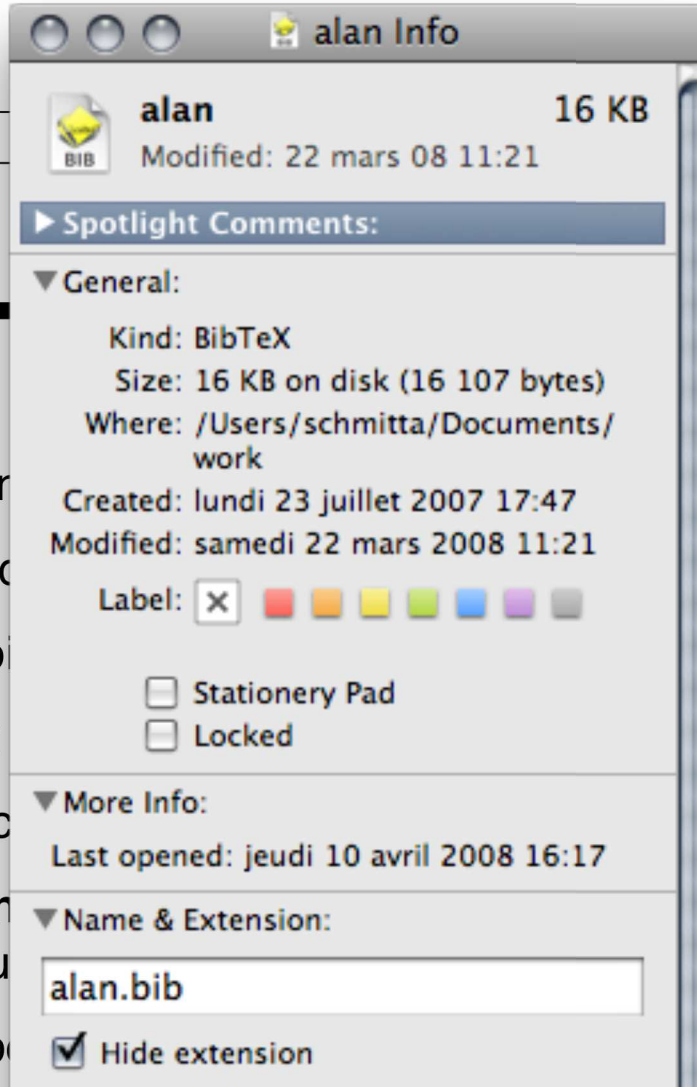 alan Info
BIB
alan 16 KB
Modified: 22 mars 08 11:21
Spotlight Comments:
General:
Kind: BibTeX
Size: 16 KB on disk (16 107 bytes)
Where: /Users/schmitta/Documents/
work
Created: lundi 23 juillet 2007 17:47
Modified: samedi 22 mars 2008 11:21
Label:
Stationery Pad
Locked
More Info:
Last opened: jeudi 10 avril 2008 16:17
Name & Extension:
alan.bib
Hide extension